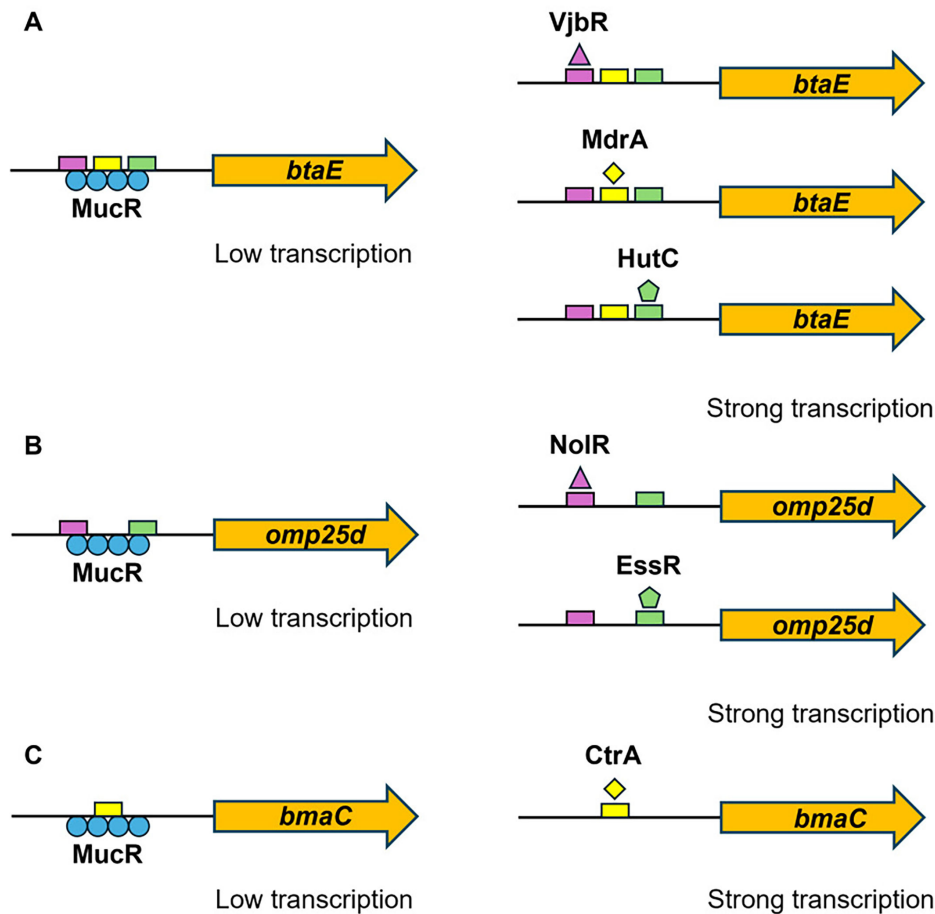 A
VjbR
btaE
MdrA
btaE
MucR
btaE
Low transcription
HutC
btaE
Strong transcription
B
NolR
omp25d
omp25d
MucR
Low transcription
EssR
omp25d
Strong transcription
C
CtrA
bmaC
bmaC
MucR
Low transcription
Strong transcription